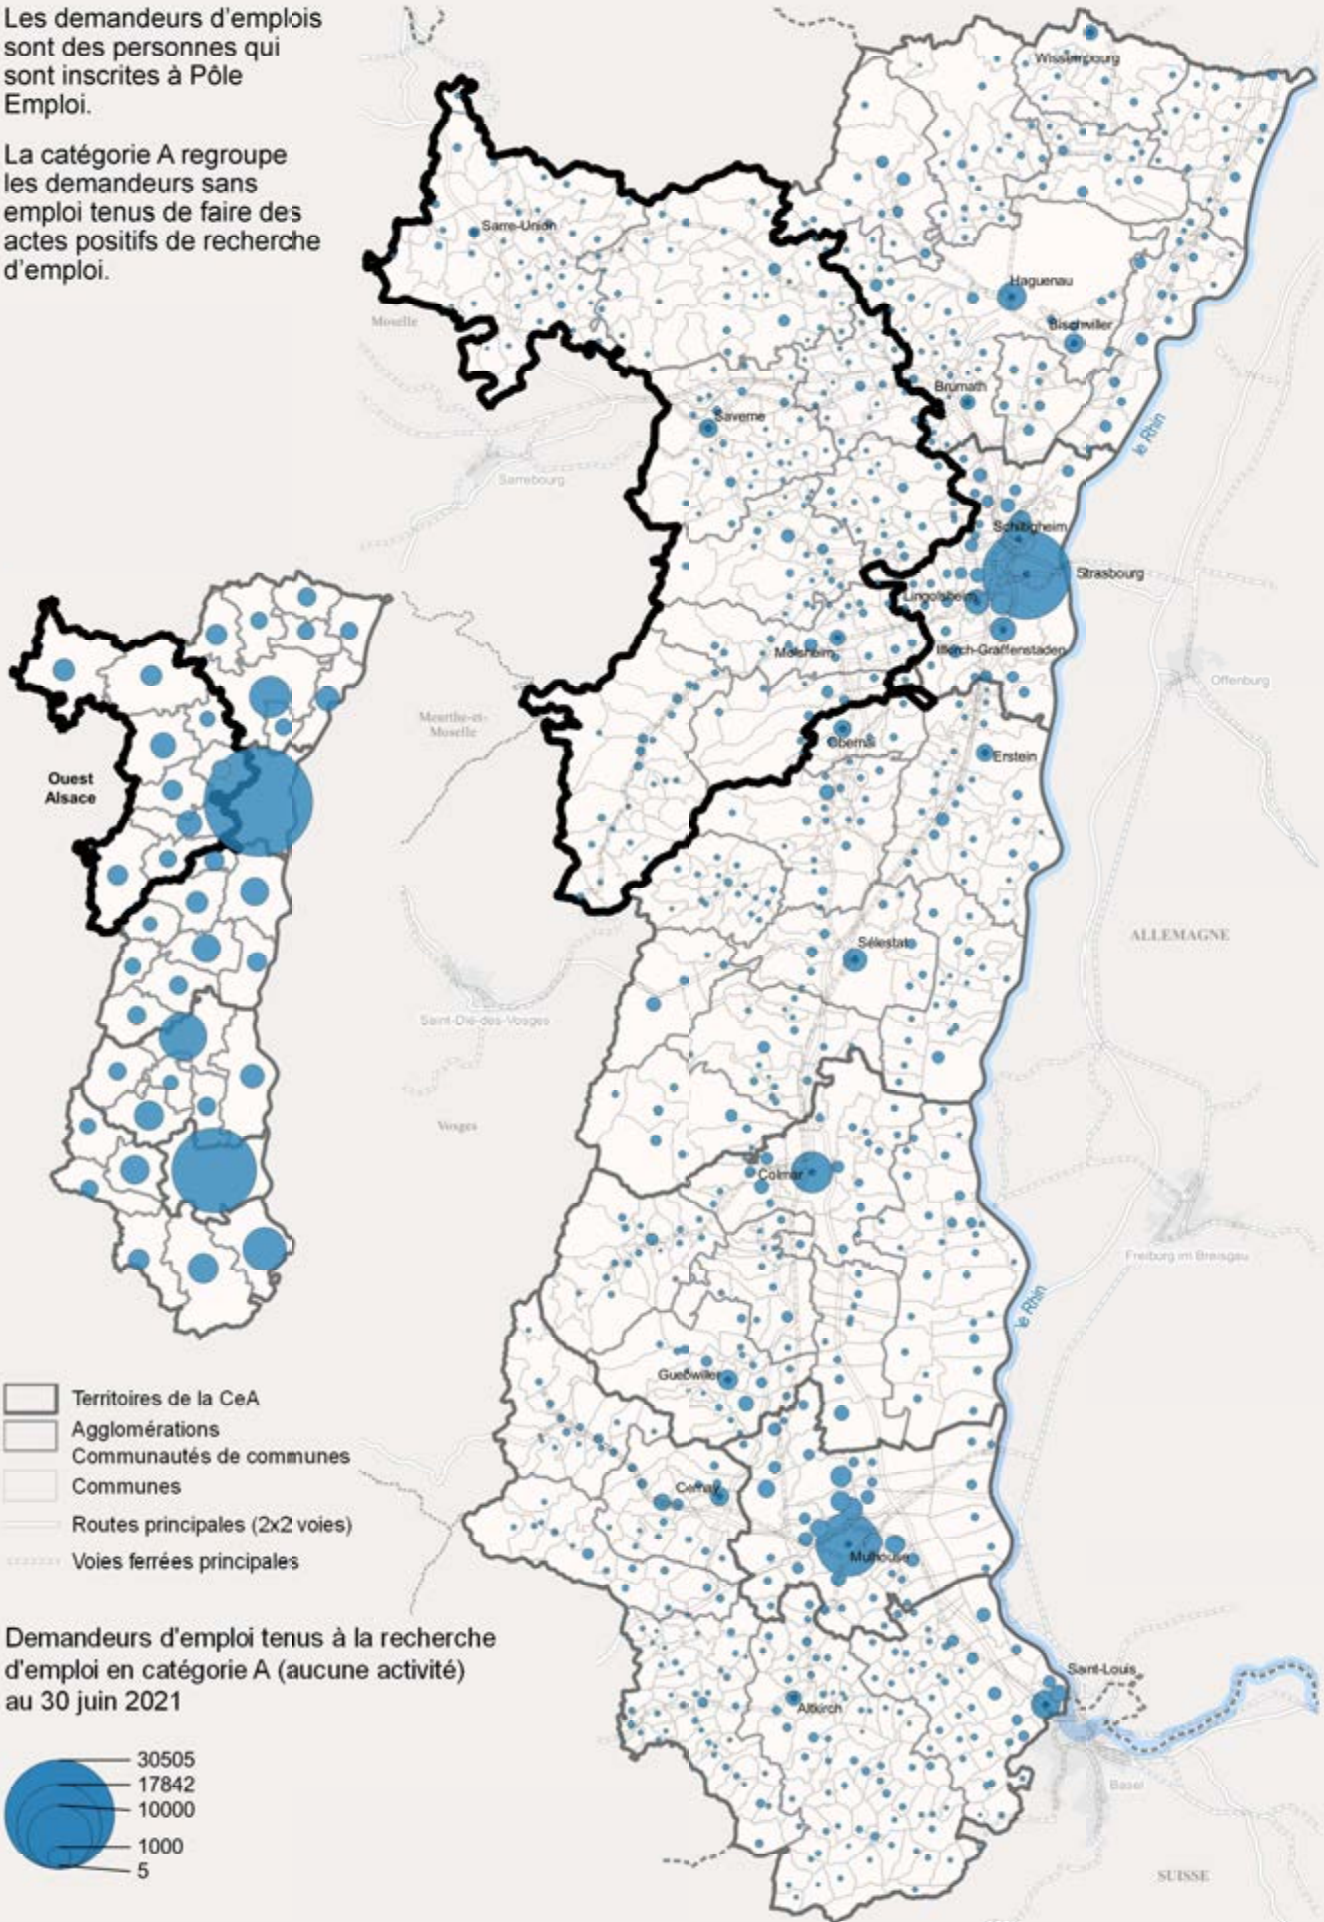 Les demandeurs d'emplois
sont des personnes qui
sont inscrites à Pôle
Emploi.
La catégorie A regroupe
les demandeurs sans
emploi tenus de faire des
actes positifs de recherche
d'emploi.
Wissembourg
Sarre-Union
Haguenau
Moselle
Bischviller
Brumath
Saverne
le Rhin
Sarrebourg
Schiltigheim
Strasbourg
Lingolsheim
Molsheim
Illkirch-Graffenstaden
Offenburg
Meurthe-et-
Moselle
Obernai
Erstein
Ouest
Alsace
ALLEMAGNE
Sélestat
Saint-Dié-des-Vosges
Vosges
Colmar
Freiburg im Breisgau
le Rhin
Guebwiller
Territoires de la CeA
Agglomérations
Communautés de communes
Communes
Cernay
Routes principales (2x2 voies)
Voies ferrées principales
Mulhouse
Demandeurs d'emploi tenus à la recherche
d'emploi en catégorie A (aucune activité)
au 30 juin 2021
Saint-Louis
Altkirch
30505
17842
10000
1000
5
Basel
SUISSE